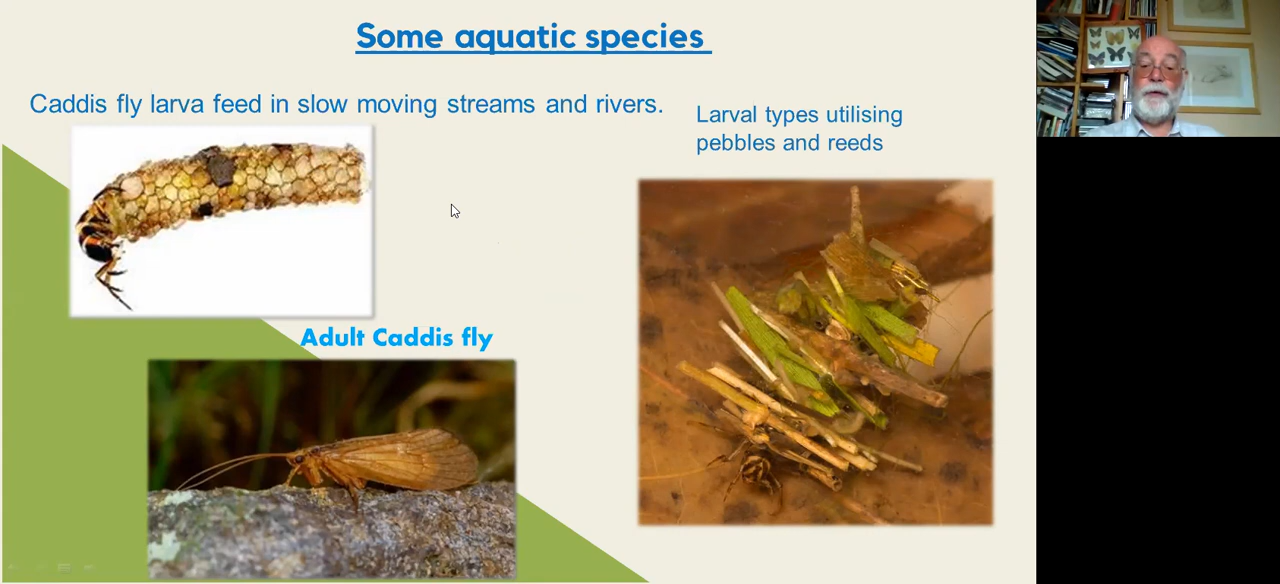 Some aquatic species
Caddis fly larva feed in slow moving streams and rivers.
Larval types utilising
pebbles and reeds
Adult Caddis fly